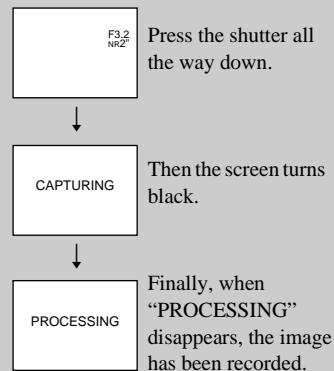 F3.2
NR2"
Press the shutter all
the way down.
CAPTURING
Then the screen turns
black.
PROCESSING
Finally, when
“PROCESSING”
disappears, the image
has been recorded.